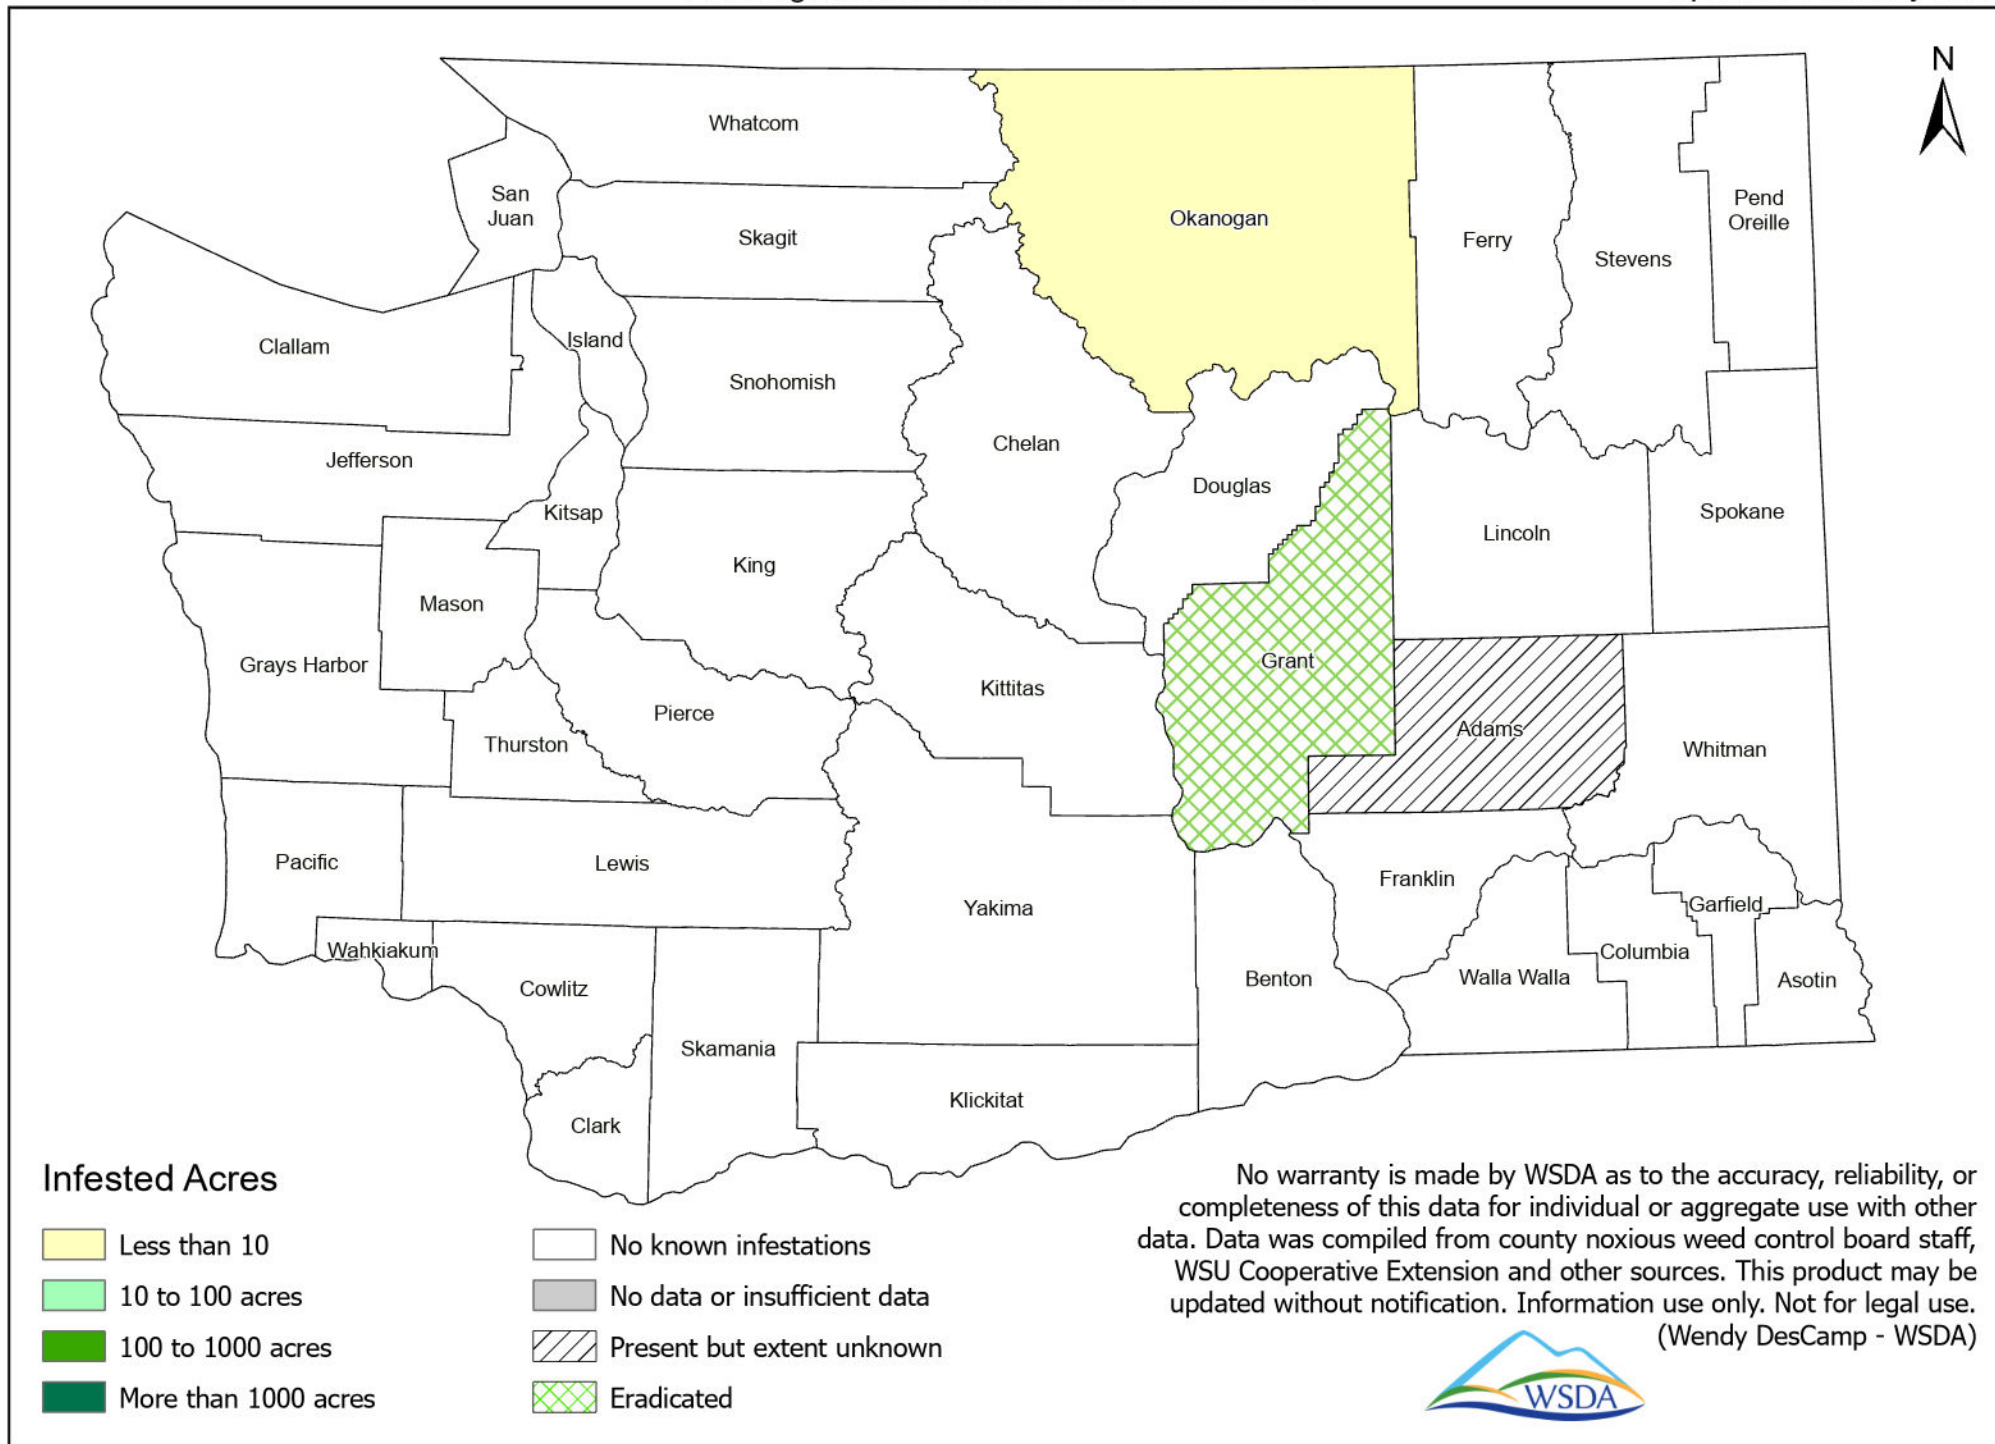 N
Whatcom
San
Juan
Skagit
Okanogan
Ferry
Stevens
Pend
Oreille
Clallam
Island
Snohomish
Chelan
Jefferson
Kitsap
Douglas
Lincoln
Spokane
King
Mason
Grays Harbor
Kittitas
Grant
Pierce
Thurston
Adams
Whitman
Pacific
Lewis
Yakima
Franklin
Garfield
Wahkiakum
Cowlitz
Benton
Walla Walla
Columbia
Asotin
Skamania
Klickitat
Clark
Infested Acres
Less than 10
10 to 100 acres
100 to 1000 acres
More than 1000 acres
No known infestations
No data or insufficient data
Present but extent unknown
Eradicated
No warranty is made by WSDA as to the accuracy, reliability, or
completeness of this data for individual or aggregate use with other
data. Data was compiled from county noxious weed control board staff,
WSU Cooperative Extension and other sources. This product may be
updated without notification. Information use only. Not for legal use.
(Wendy DesCamp - WSDA)
WSDA